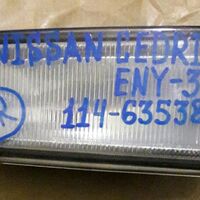 NISSAN CEDRI
ENY-3
114-63538
R